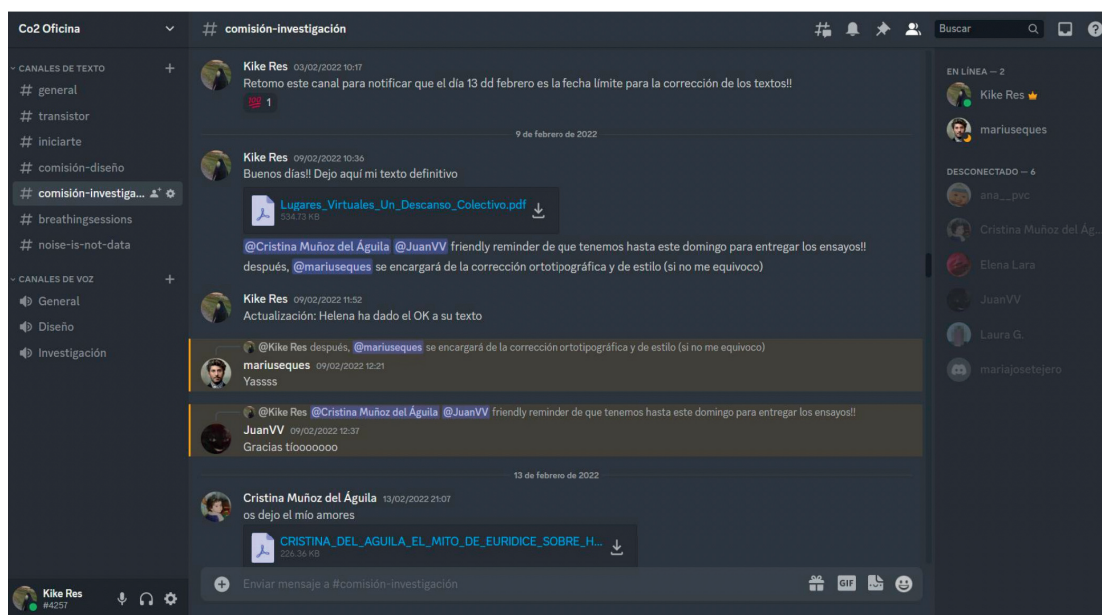 Co2 Oficina
CANALES DE TEXTO
general
transistor
iniciarte
comisión-diseño
comisión-investiga...
breathingsessions
noise-is-not-data
CANALES DE VOZ
General
Diseño
Investigación
Kike Res
#4257
# comisión-investigación
Kike Res 03/02/2022 10:17
Retomo este canal para notificar que el día 13 dd febrero es la fecha límite para la corrección de los textos!!
1
9 de febrero de 2022
Kike Res 09/02/2022 10:36
Buenos días!! Dejo aquí mi texto definitivo
Lugares_Virtuales_Un_Descanso_Colectivo.pdf
534.73 KB
@Cristina Muñoz del Águila @JuanVV friendly reminder de que tenemos hasta este domingo para entregar los ensayos!!
después, @mariuseques se encargará de la corrección ortotipográfica y de estilo (si no me equivoco)
Kike Res 09/02/2022 11:52
Actualización: Helena ha dado el OK a su texto
@Kike Res después, @mariuseques se encargará de la corrección ortotipográfica y de estilo (si no me equivoco)
mariuseques 09/02/2022 12:21
Yassss
@Kike Res @Cristina Muñoz del Águila @JuanVV friendly reminder de que tenemos hasta este domingo para entregar los ensayos!!
JuanVV 09/02/2022 12:37
Gracias tíooooooo
13 de febrero de 2022
Cristina Muñoz del Águila 13/02/2022 21:07
os dejo el mío amores
CRISTINA_DEL_AGUILA_EL_MITO_DE_EURIDICE_SOBRE_H...
226.36 KB
Enviar mensaje a #comisión-investigación
GIF
Buscar
EN LÍNEA — 2
Kike Res
mariuseques
DESCONECTADO — 6
ana__pvc
Cristina Muñoz del Ág...
Elena Lara
JuanVV
Laura G.
mariajosetejero